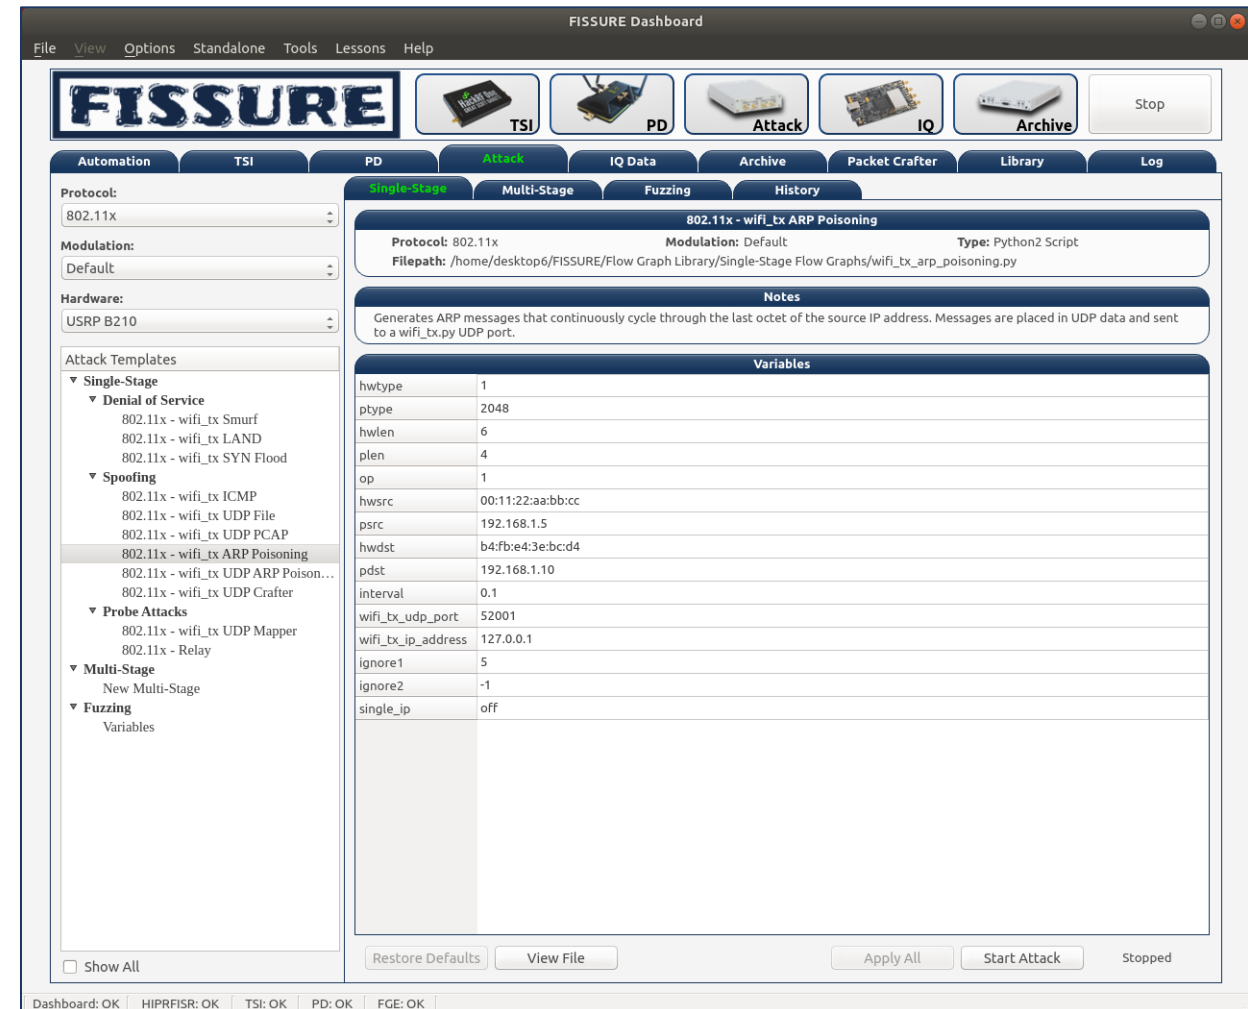 FISSURE Dashboard
File View Options Standalone Tools Lessons Help
FISSURE
HackRF One
TSI PD Attack IQ Archive Stop
Automation TSI PD Attack IQ Data Archive Packet Crafter Library Log
Protocol:
802.11x
Modulation:
Default
Hardware:
USRP B210
Attack Templates
Single-Stage
Denial of Service
802.11x - wifi_tx Smurf
802.11x - wifi_tx LAND
802.11x - wifi_tx SYN Flood
Spoofing
802.11x - wifi_tx ICMP
802.11x - wifi_tx UDP File
802.11x - wifi_tx UDP PCAP
802.11x - wifi_tx ARP Poisoning
802.11x - wifi_tx UDP ARP Poison...
802.11x - wifi_tx UDP Crafter
Probe Attacks
802.11x - wifi_tx UDP Mapper
802.11x - Relay
Multi-Stage
New Multi-Stage
Fuzzing
Variables
Show All
Single-Stage Multi-Stage Fuzzing History
802.11x - wifi_tx ARP Poisoning
Protocol: 802.11x Modulation: Default Type: Python2 Script
Filepath: /home/desktop6/FISSURE/Flow Graph Library/Single-Stage Flow Graphs/wifi_tx_arp_poisoning.py
Notes
Generates ARP messages that continuously cycle through the last octet of the source IP address. Messages are placed in UDP data and sent
to a wifi_tx.py UDP port.
Variables
hwtype 1
ptype 2048
hwlen 6
plen 4
op 1
hwsrc 00:11:22:aa:bb:cc
psrc 192.168.1.5
hwdst b4:fb:e4:3e:bc:d4
pdst 192.168.1.10
interval 0.1
wifi_tx_udp_port 52001
wifi_tx_ip_address 127.0.0.1
ignore1 5
ignore2 -1
single_ip off
Restore Defaults View File Apply All Start Attack Stopped
Dashboard: OK HIPRFISR: OK TSI: OK PD: OK FGE: OK